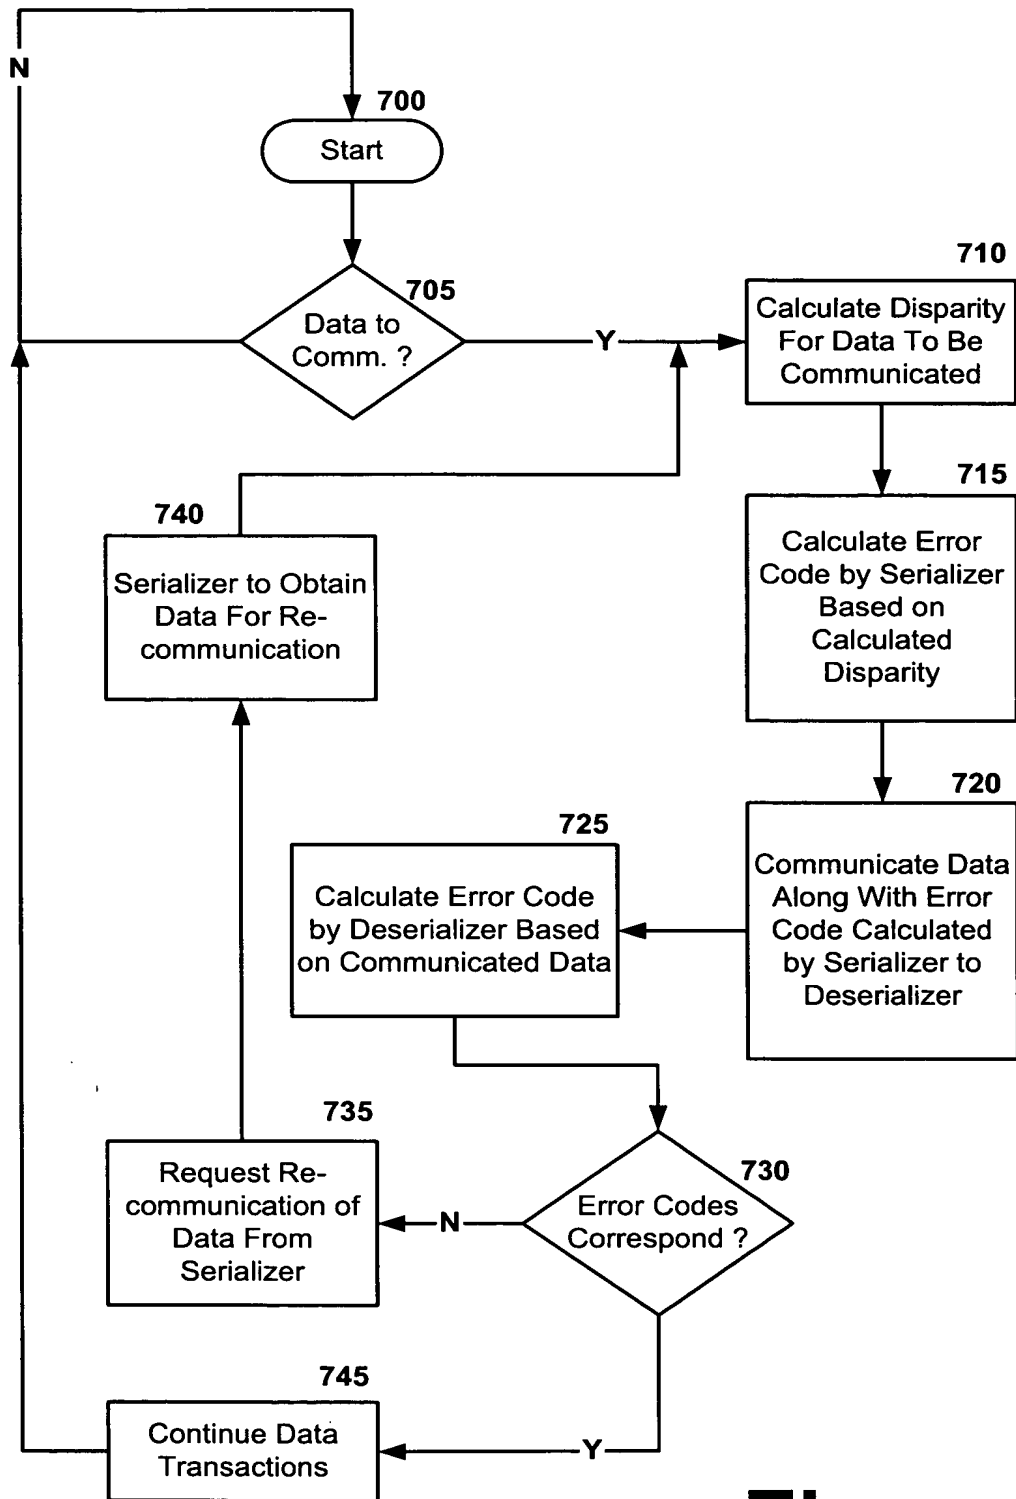 N
700
Start
705
Data to
Comm. ?
Y
710
Calculate Disparity
For Data To Be
Communicated
715
Calculate Error
Code by Serializer
Based on
Calculated
Disparity
740
Serializer to Obtain
Data For Re-
communication
720
Communicate Data
Along With Error
Code Calculated
by Serializer to
Deserializer
725
Calculate Error Code
by Deserializer Based
on Communicated Data
730
Error Codes
Correspond ?
N
735
Request Re-
communication of
Data From
Serializer
Y
745
Continue Data
Transactions